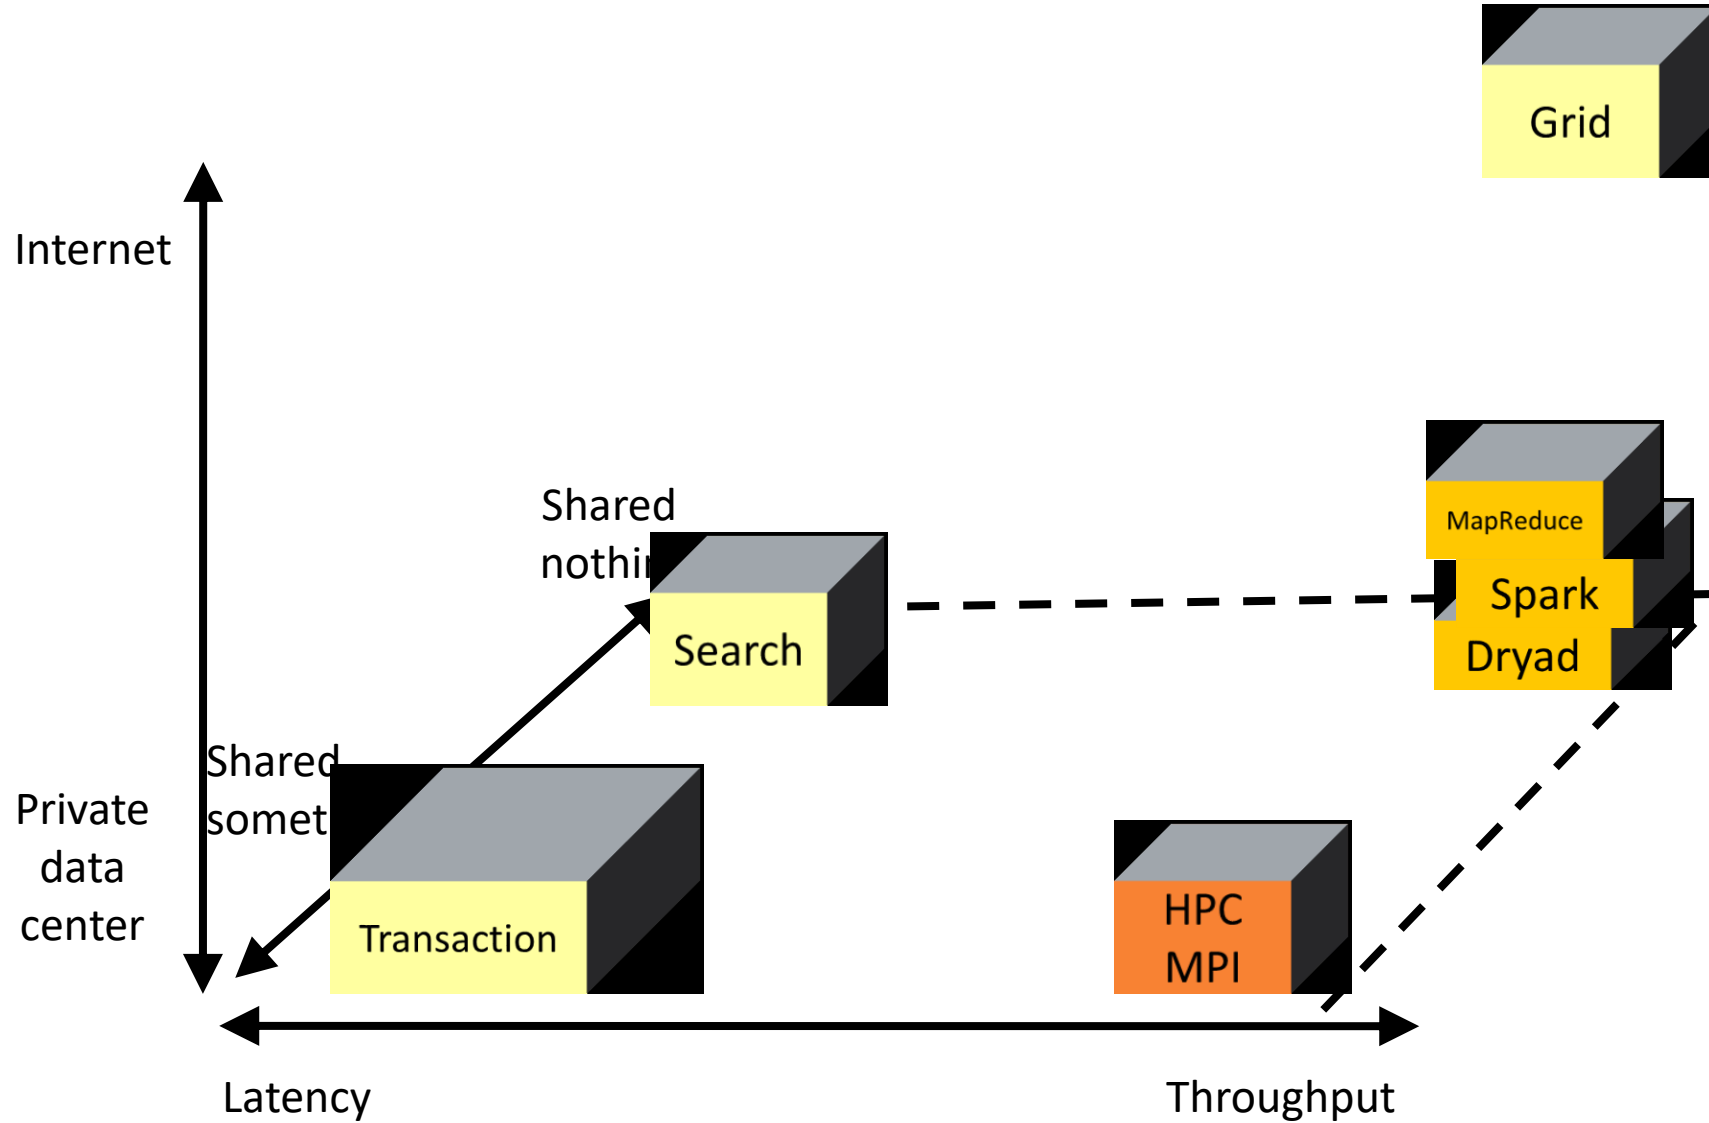 Grid
Internet
Shared
MapReduce
Spark
Search
Dryad
Shared
Private
data
center
HPC
MPI
Transaction
Latency
Throughput